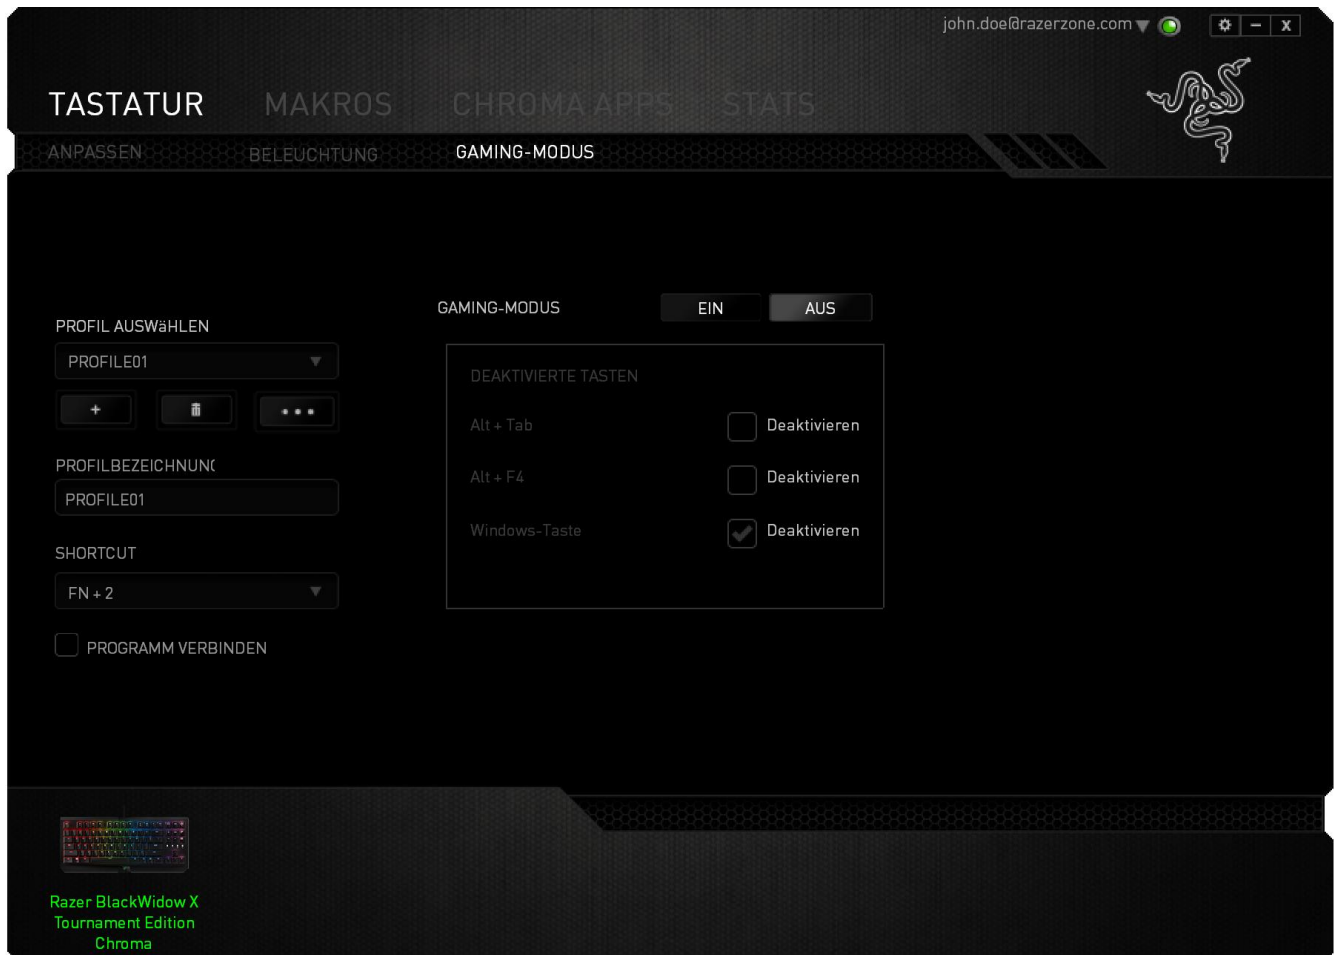 john.doe@razerzone.com
TASTATUR MAKROS CHROMA APPS STATS
ANPASSEN BELEUCHTUNG GAMING-MODUS
GAMING-MODUS EIN AUS
PROFIL AUSWäHLEN
PROFILE01
+
PROFILBEZEICHNUNG
PROFILE01
SHORTCUT
FN + 2
PROGRAMM VERBINDEN
DEAKTIVIERTE TASTEN
Alt + Tab Deaktivieren
Alt + F4 Deaktivieren
Windows-Taste Deaktivieren
Razer BlackWidow X
Tournament Edition
Chroma